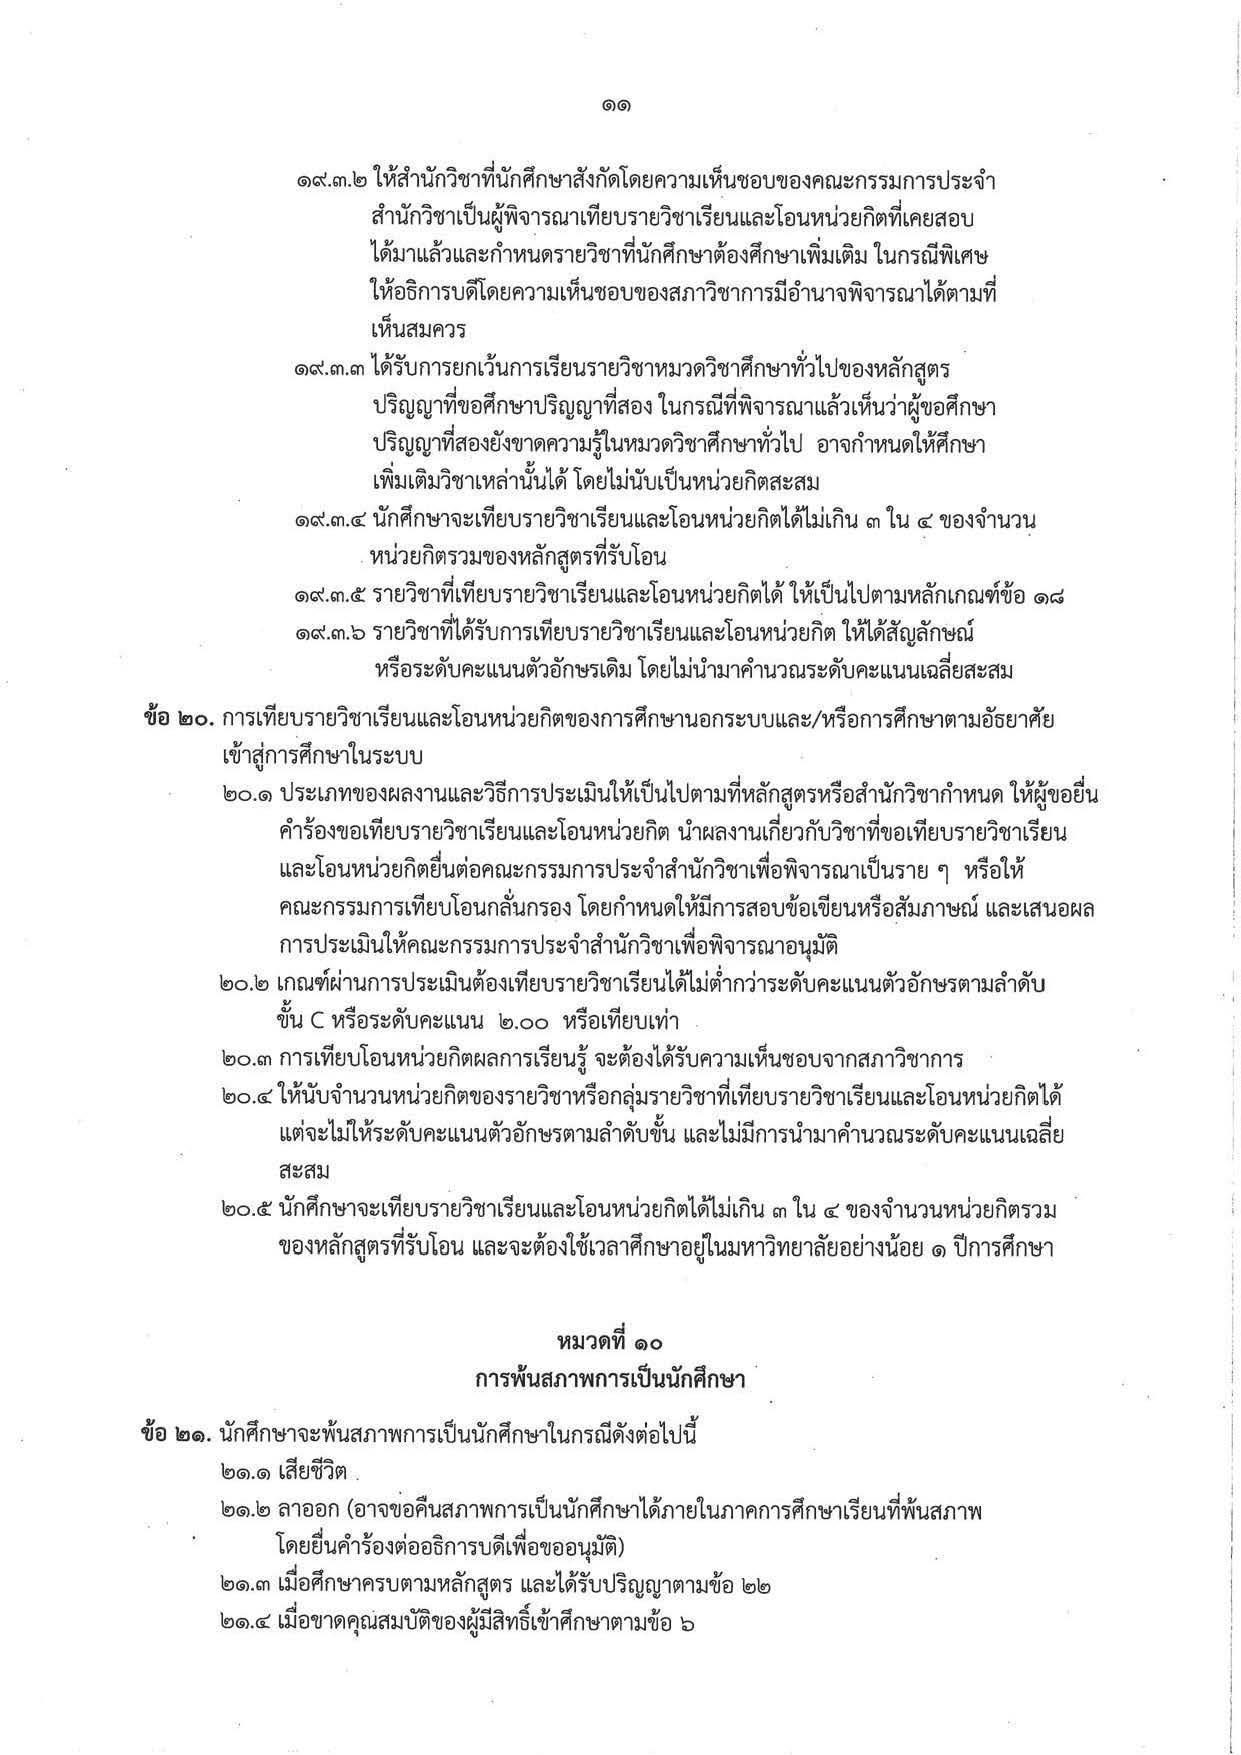 ๑๑
๑๙.๓.๒ ให้สำนักวิชาที่นักศึกษาสังกัดโดยความเห็นชอบของคณะกรรมการประจำ
สำนักวิชาเป็นผู้พิจารณาเทียบรายวิชาเรียนและโอนหน่วยกิตที่เคยสอบ
ได้มาแล้วและกำหนดรายวิชาที่นักศึกษาต้องศึกษาเพิ่มเติม ในกรณีพิเศษ
ให้อธิการบดีโดยความเห็นชอบของสภาวิชาการมีอำนาจพิจารณาได้ตามที่
เห็นสมควร
๑๙.๓.๓ ได้รับการยกเว้นการเรียนรายวิชาหมวดวิชาศึกษาทั่วไปของหลักสูตร
ปริญญาที่ขอศึกษาปริญญาที่สอง ในกรณีที่พิจารณาแล้วเห็นว่าผู้ขอศึกษา
ปริญญาที่สองยังขาดความรู้ในหมวดวิชาศึกษาทั่วไป อาจกำหนดให้ศึกษา
เพิ่มเติมวิชาเหล่านั้นได้ โดยไม่นับเป็นหน่วยกิตสะสม
๑๙.๓.๔ นักศึกษาจะเทียบรายวิชาเรียนและโอนหน่วยกิตได้ไม่เกิน ๓ ใน ๔ ของจำนวน
หน่วยกิตรวมของหลักสูตรที่รับโอน
๑๙.๓.๕ รายวิชาที่เทียบรายวิชาเรียนและโอนหน่วยกิตได้ ให้เป็นไปตามหลักเกณฑ์ข้อ ๑๘
๑๙.๓.๖ รายวิชาที่ได้รับการเทียบรายวิชาเรียนและโอนหน่วยกิต ให้ได้สัญลักษณ์
หรือระดับคะแนนตัวอักษรเดิม โดยไม่นำมาคำนวณระดับคะแนนเฉลี่ยสะสม
ข้อ ๒๐. การเทียบรายวิชาเรียนและโอนหน่วยกิตของการศึกษานอกระบบและ/หรือการศึกษาตามอัธยาศัย
เข้าสู่การศึกษาในระบบ
๒๐.๑ ประเภทของผลงานและวิธีการประเมินให้เป็นไปตามที่หลักสูตรหรือสำนักวิชากำหนด ให้ผู้ขอยื่น
คำร้องขอเทียบรายวิชาเรียนและโอนหน่วยกิต นำผลงานเกี่ยวกับวิชาที่ขอเทียบรายวิชาเรียน
และโอนหน่วยกิตยื่นต่อคณะกรรมการประจำสำนักวิชาเพื่อพิจารณาเป็นราย ๆ หรือให้
คณะกรรมการเทียบโอนกลั่นกรอง โดยกำหนดให้มีการสอบข้อเขียนหรือสัมภาษณ์ และเสนอผล
การประเมินให้คณะกรรมการประจำสำนักวิชาเพื่อพิจารณาอนุมัติ
๒๐.๒ เกณฑ์ผ่านการประเมินต้องเทียบรายวิชาเรียนได้ไม่ต่ำกว่าระดับคะแนนตัวอักษรตามลำดับ
ขั้น C หรือระดับคะแนน ๒.๐๐ หรือเทียบเท่า
๒๐.๓ การเทียบโอนหน่วยกิตผลการเรียนรู้ จะต้องได้รับความเห็นชอบจากสภาวิชาการ
๒๐.๔ ให้นับจำนวนหน่วยกิตของรายวิชาหรือกลุ่มรายวิชาที่เทียบรายวิชาเรียนและโอนหน่วยกิตได้
แต่จะไม่ให้ระดับคะแนนตัวอักษรตามลำดับขั้น และไม่มีการนำมาคำนวณระดับคะแนนเฉลี่ย
สะสม
๒๐.๕ นักศึกษาจะเทียบรายวิชาเรียนและโอนหน่วยกิตได้ไม่เกิน ๓ ใน ๔ ของจำนวนหน่วยกิตรวม
ของหลักสูตรที่รับโอน และจะต้องใช้เวลาศึกษาอยู่ในมหาวิทยาลัยอย่างน้อย ๑ ปีการศึกษา
หมวดที่ ๑๐
การพ้นสภาพการเป็นนักศึกษา
ข้อ ๒๑. นักศึกษาจะพ้นสภาพการเป็นนักศึกษาในกรณีดังต่อไปนี้
๒๑.๑ เสียชีวิต
๒๑.๒ ลาออก (อาจขอคืนสภาพการเป็นนักศึกษาได้ภายในภาคการศึกษาเรียนที่พ้นสภาพ
โดยยื่นคำร้องต่ออธิการบดีเพื่อขออนุมัติ)
๒๑.๓ เมื่อศึกษาครบตามหลักสูตร และได้รับปริญญาตามข้อ ๒๒
๒๑.๔ เมื่อขาดคุณสมบัติของผู้มีสิทธิ์เข้าศึกษาตามข้อ ๖